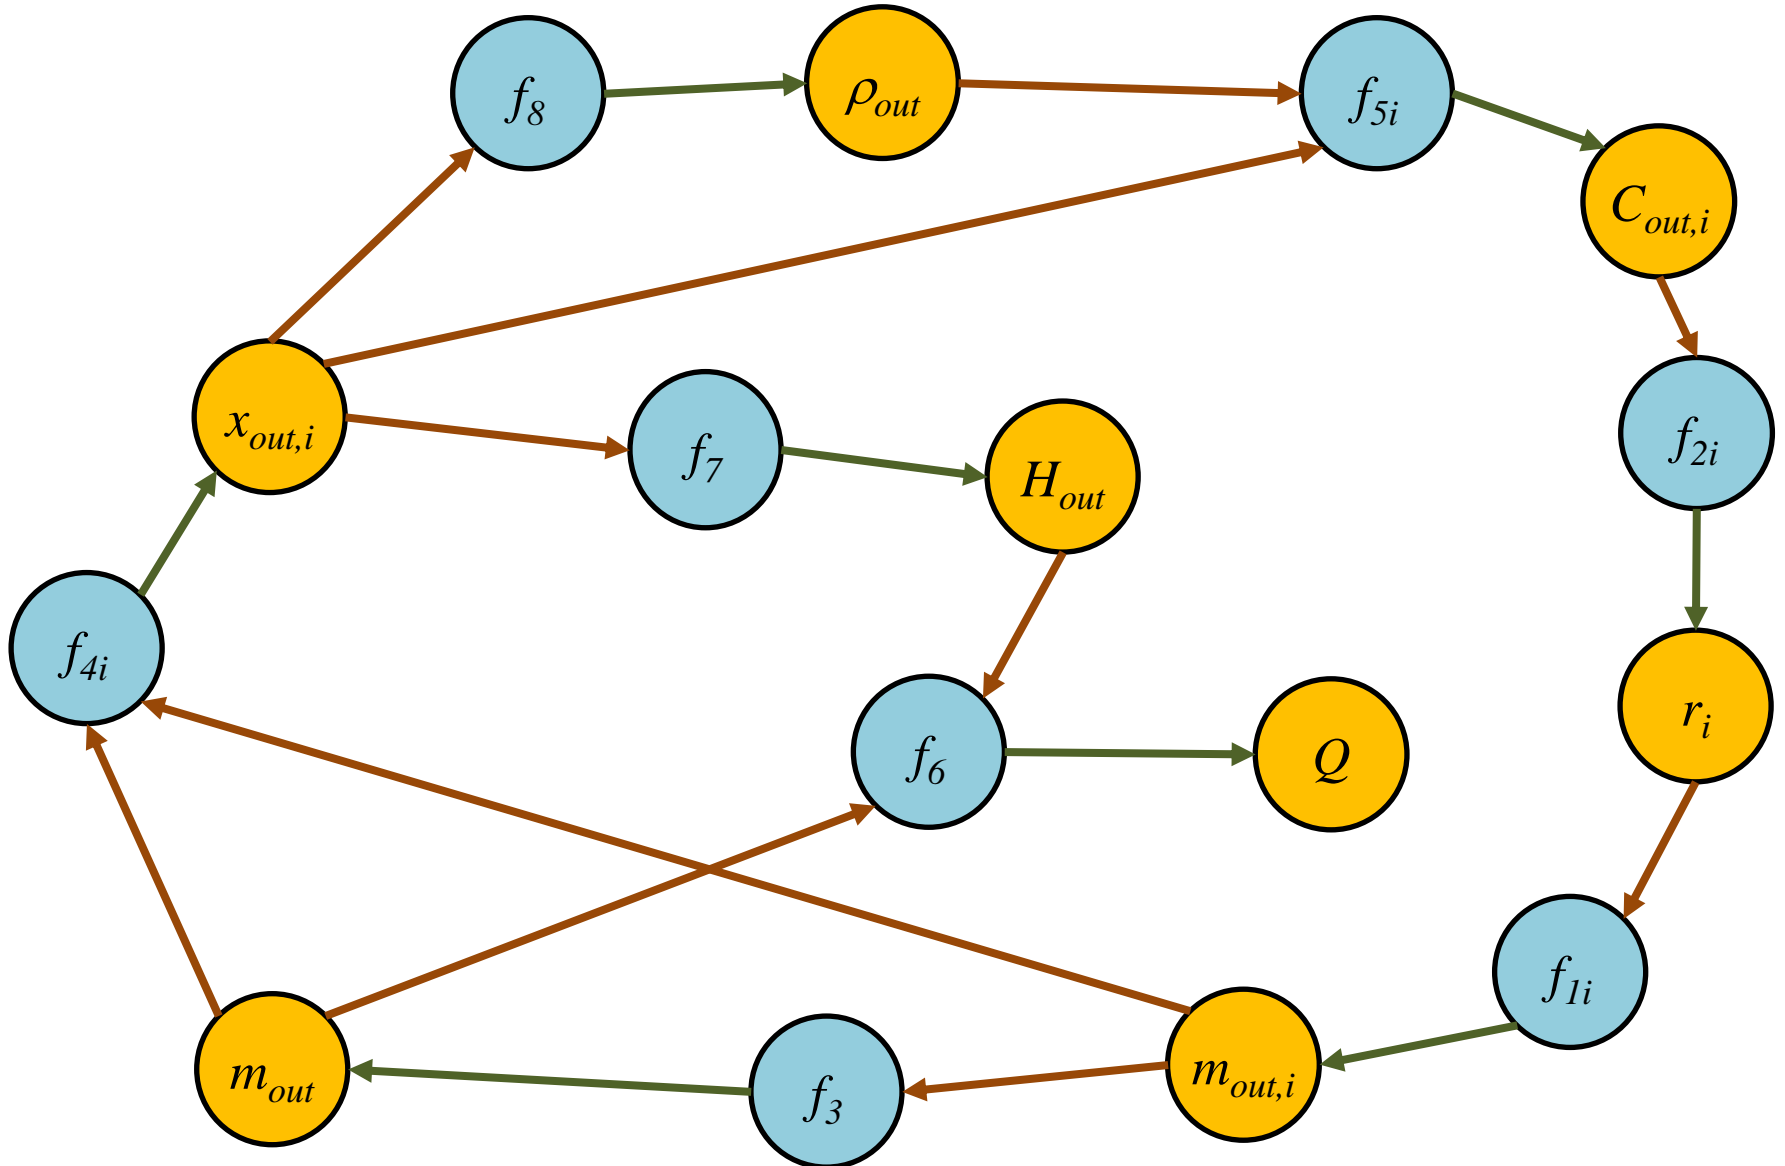 f8
ρout
f5i
Cout,i
xout,i
f7
Hout
f2i
f4i
f6
Q
ri
f1i
mout
f3
mout,i